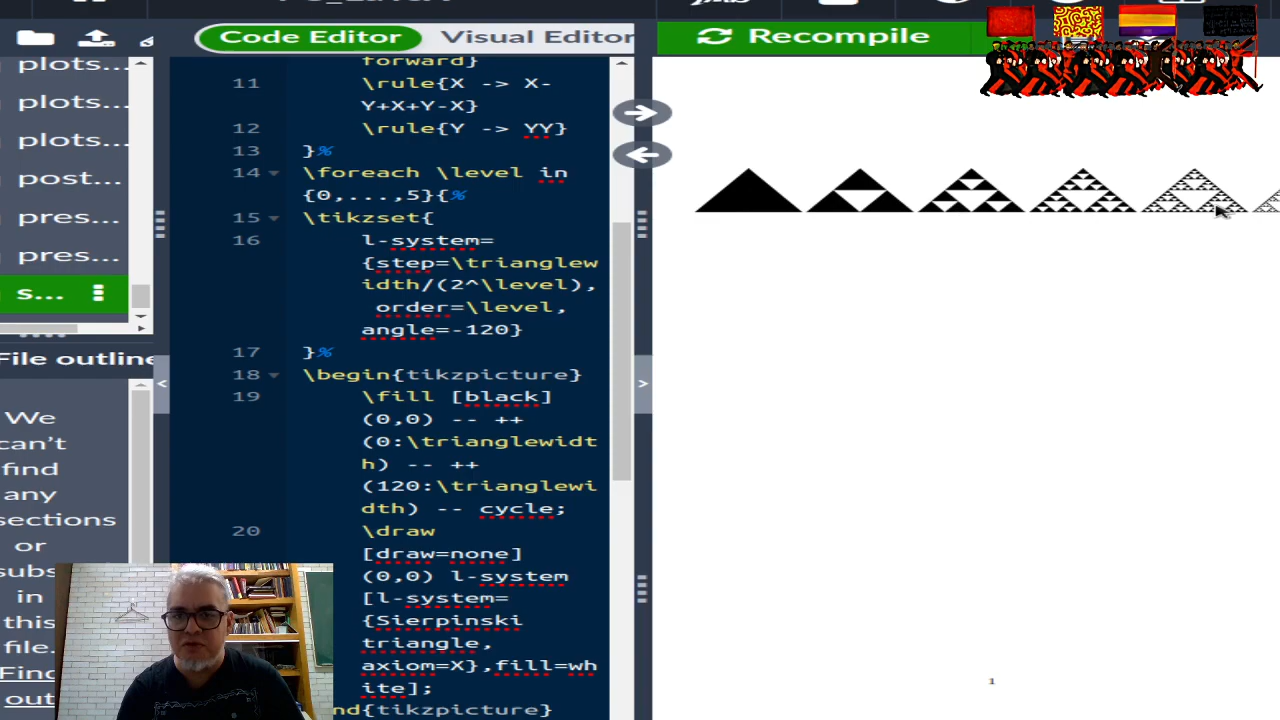 Code Editor
Visual Editor
Recompile
plots...
plots...
plots...
post...
pres...
pres...
s...
File outline
We
can't
find
any
sections
or
subs
in
this
file.
Find
out
forward}
11 \rule{X -> X-
Y+X+Y-X}
12 \rule{Y -> YY}
13 }%
14 \foreach \level in
{0,...,5}{%
15 \tikzset{
16 l-system=
{step=\trianglew
idth/(2^\level),
order=\level,
angle=-120}
17 }%
18 \begin{tikzpicture}
19 \fill [black]
(0,0) -- ++
(0:\trianglewidt
h) -- ++
(120:\trianglewi
dth) -- cycle;
20 \draw
[draw=none]
(0,0) l-system
[l-system=
{Sierpinski
triangle,
axiom=X},fill=wh
ite];
nd{tikzpicture}
1